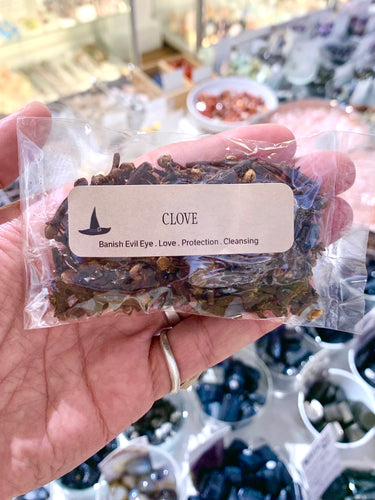 CLOVE
Banish Evil Eye . Love . Protection . Cleansing